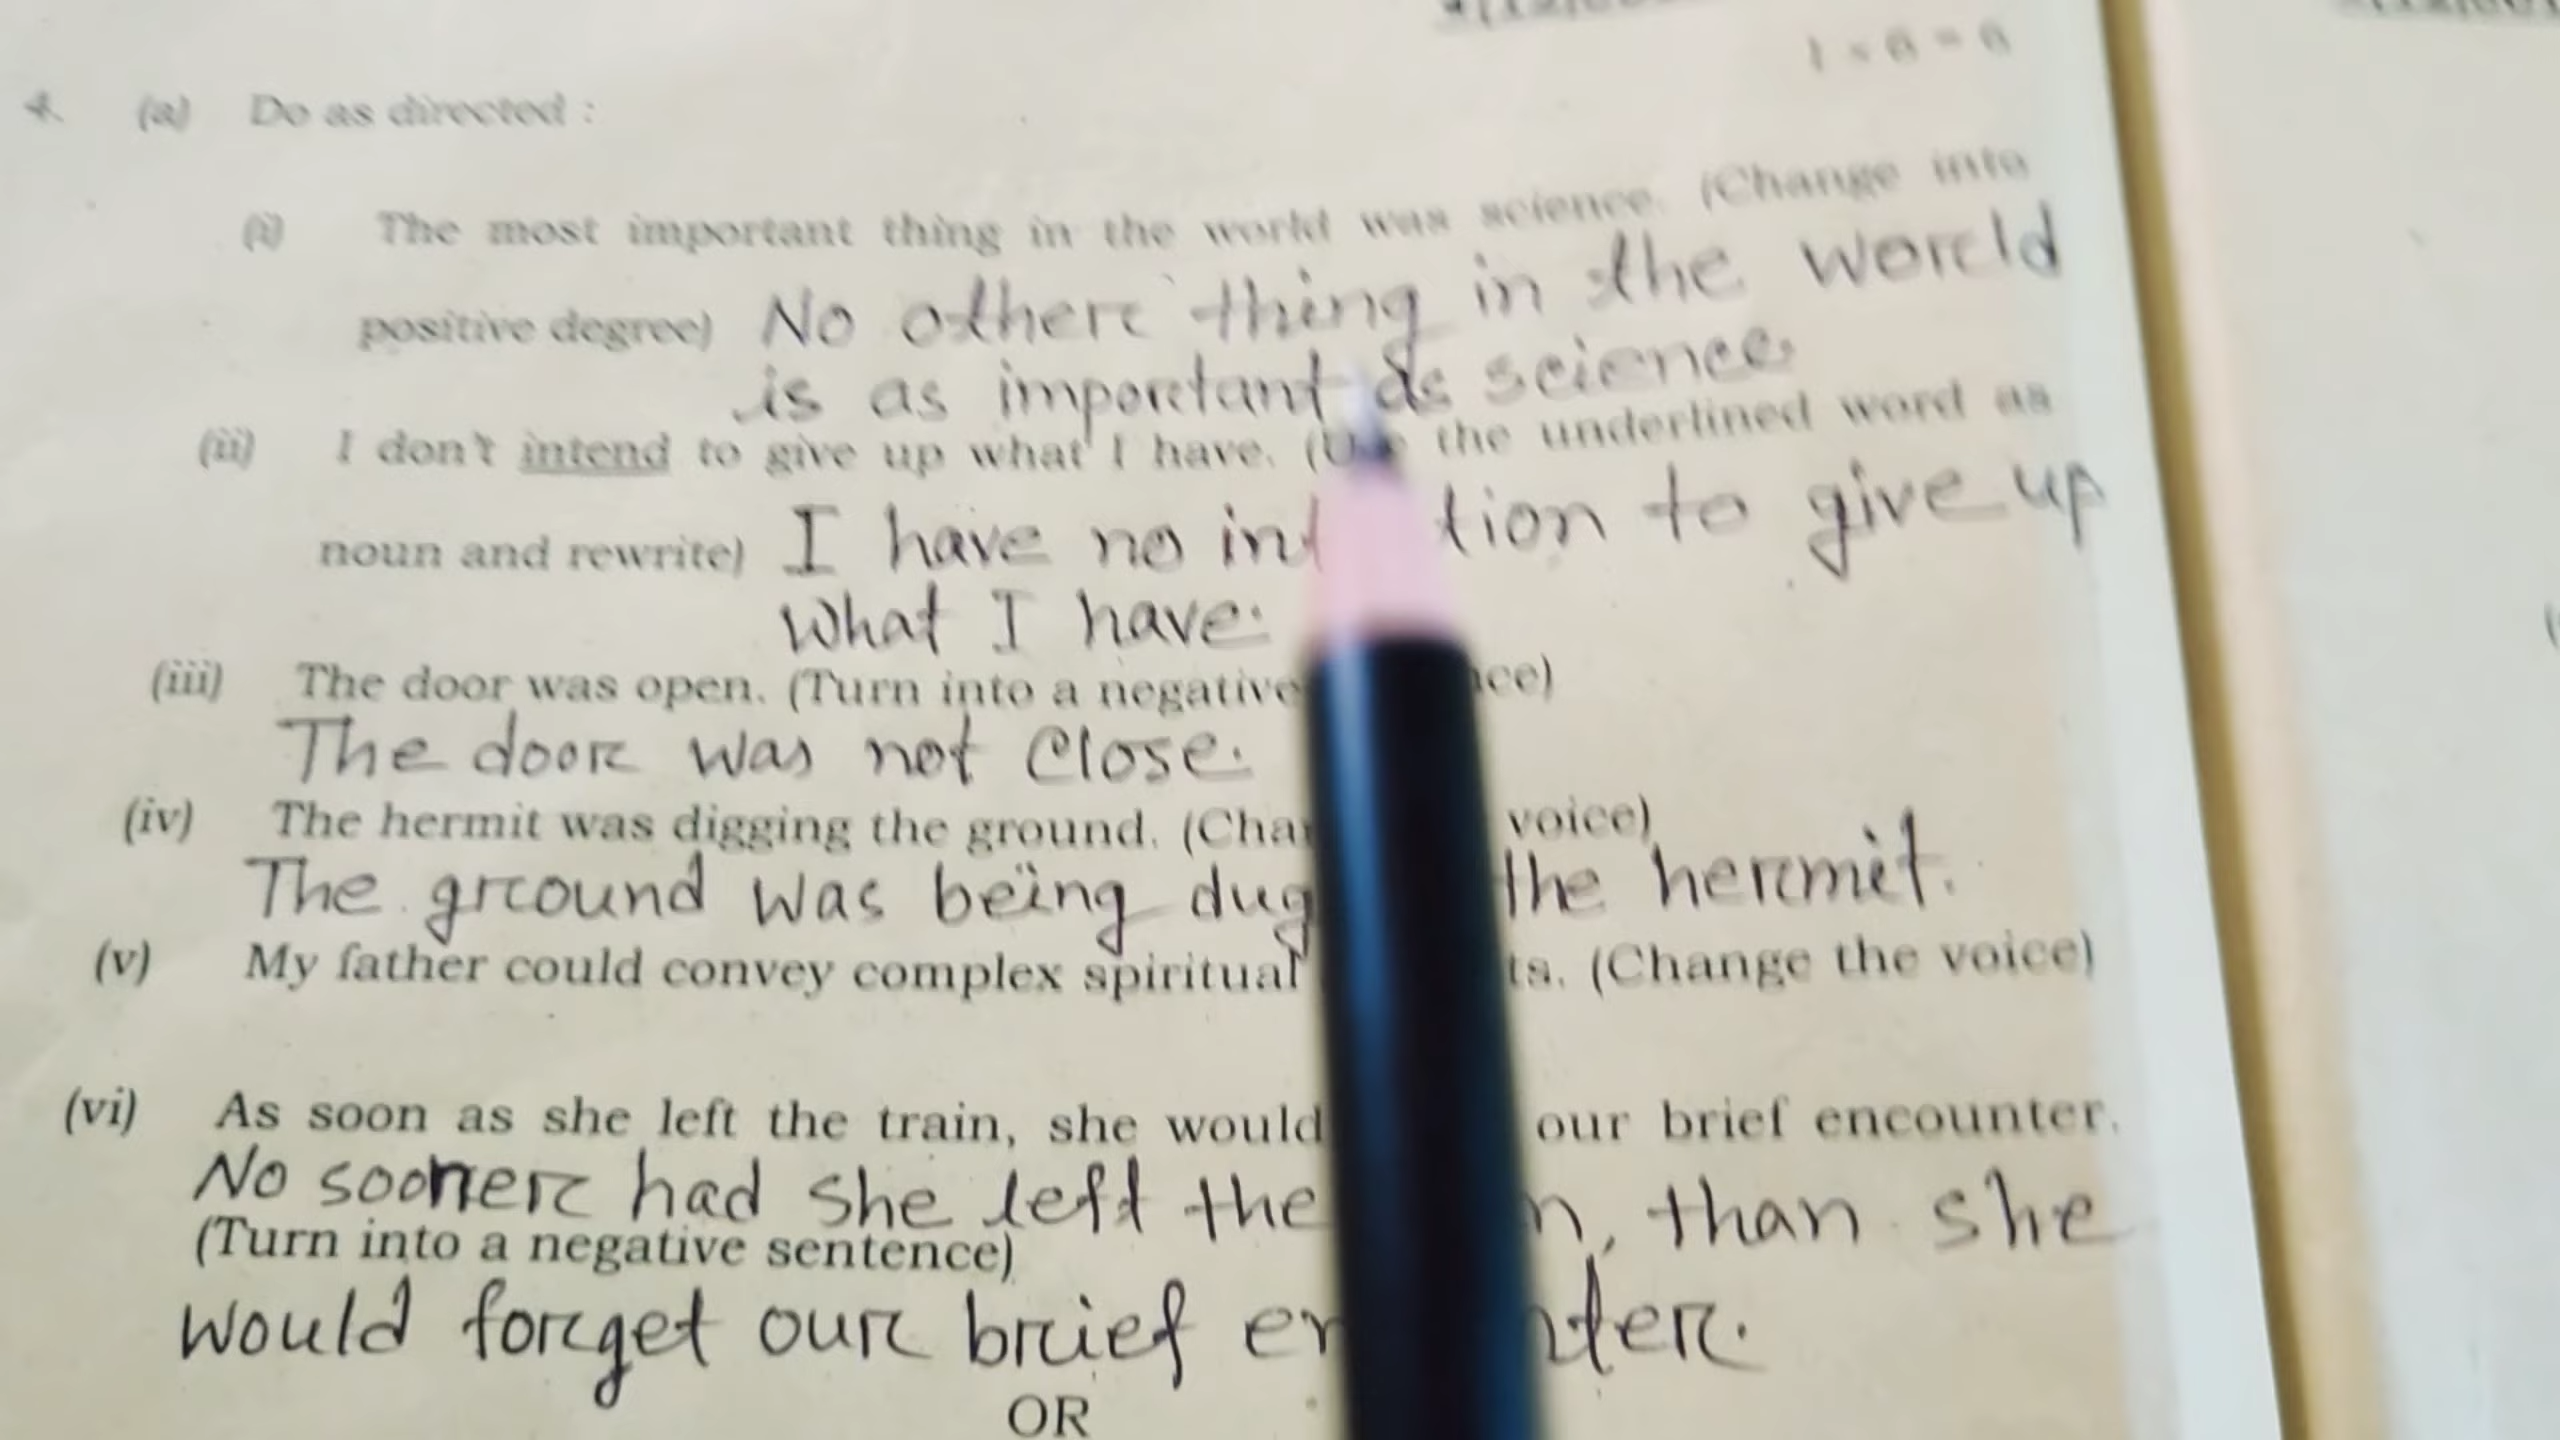 1 × 6 = 6
4. (a) Do as directed :
(i) The most important thing in the world was science. (Change into
positive degree) No other thing in the world
is as important as science.
(ii) I don't intend to give up what I have. (Use the underlined word as
noun and rewrite) I have no tion to give up
what I have.
(iii) The door was open. (Turn into a negative
The door was not close.
(iv) The hermit was digging the ground. voice)
The ground was being dug the hermit.
(v) My father could convey complex spiritual (Change the voice)
(vi) As soon as she left the train, she would our brief encounter.
No sooner had she left the than she
(Turn into a negative sentence)
would forget our brief
OR